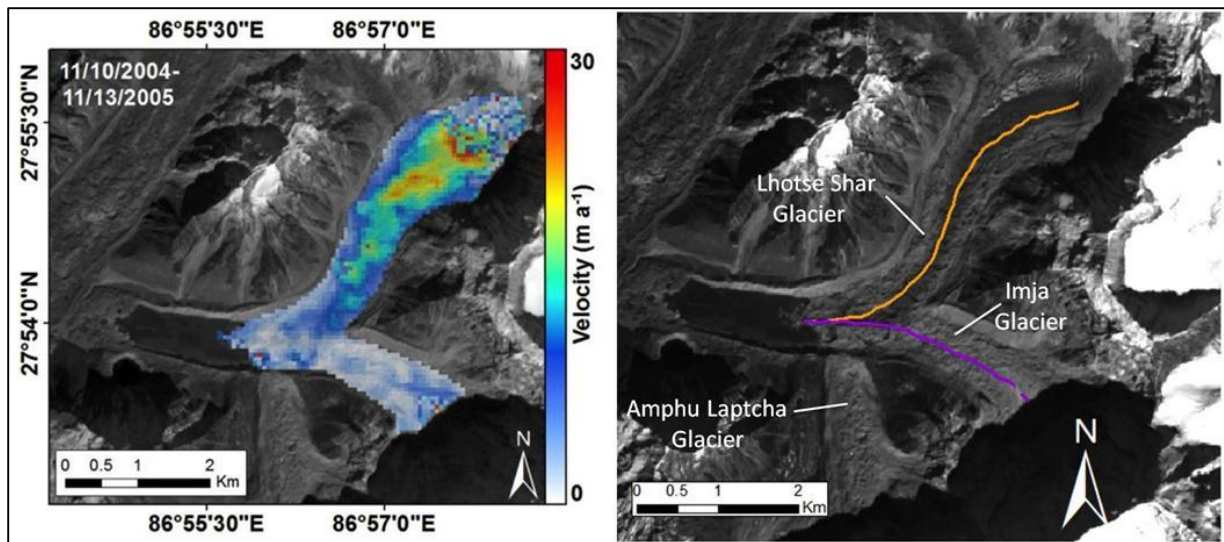 86°55'30"E 86°57'0"E
11/10/2004-
11/13/2005
27°55'30"N
27°54'0"N
30
Velocity (m a⁻¹)
0
N
0 0.5 1 2
Km
86°55'30"E 86°57'0"E
Lhotse Shar
Glacier
Imja
Glacier
Amphu Laptcha
Glacier
N
0 0.5 1 2
Km